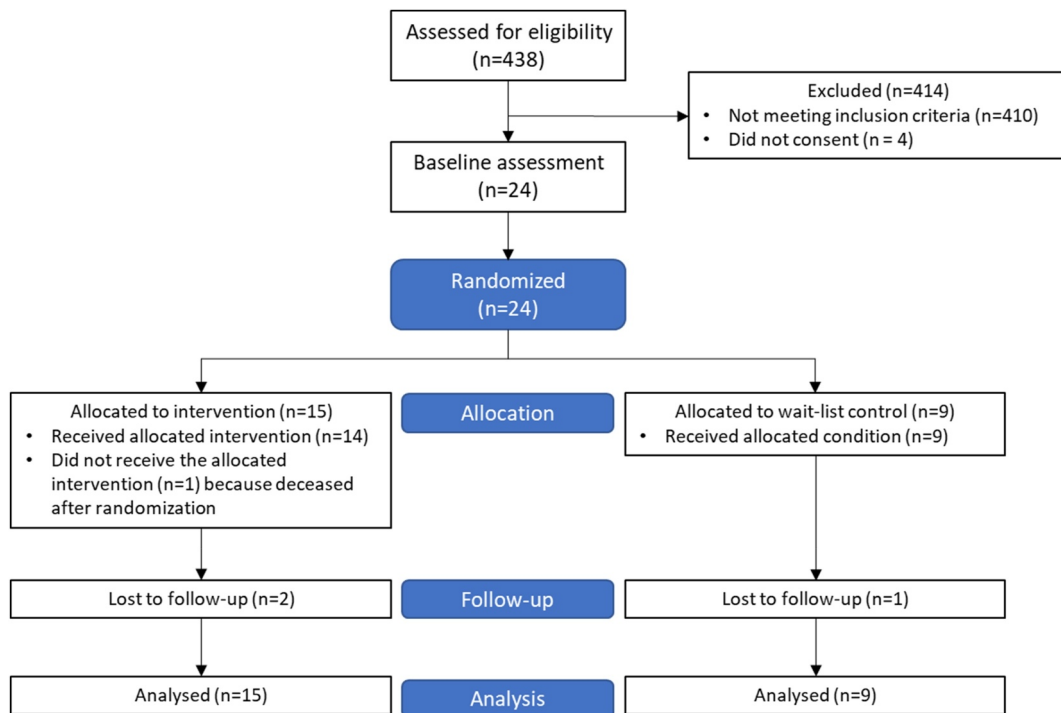 Assessed for eligibility
(n=438)
Excluded (n=414)
• Not meeting inclusion criteria (n=410)
• Did not consent (n = 4)
Baseline assessment
(n=24)
Randomized
(n=24)
Allocated to intervention (n=15)
• Received allocated intervention (n=14)
• Did not receive the allocated
intervention (n=1) because deceased
after randomization
Allocation
Allocated to wait-list control (n=9)
• Received allocated condition (n=9)
Lost to follow-up (n=2)
Follow-up
Lost to follow-up (n=1)
Analysed (n=15)
Analysis
Analysed (n=9)